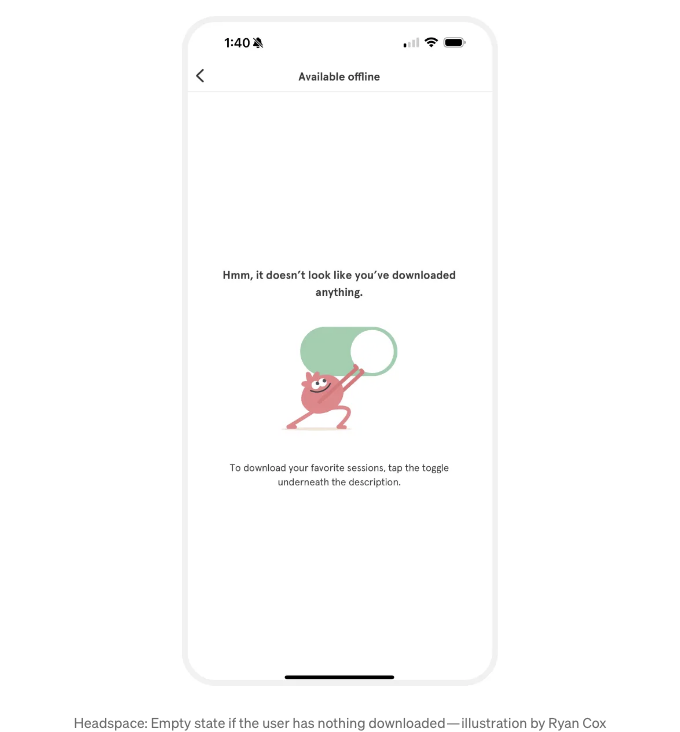 1:40
Available offline
Hmm, it doesn't look like you've downloaded
anything.
To download your favorite sessions, tap the toggle
underneath the description.
Headspace: Empty state if the user has nothing downloaded — illustration by Ryan Cox